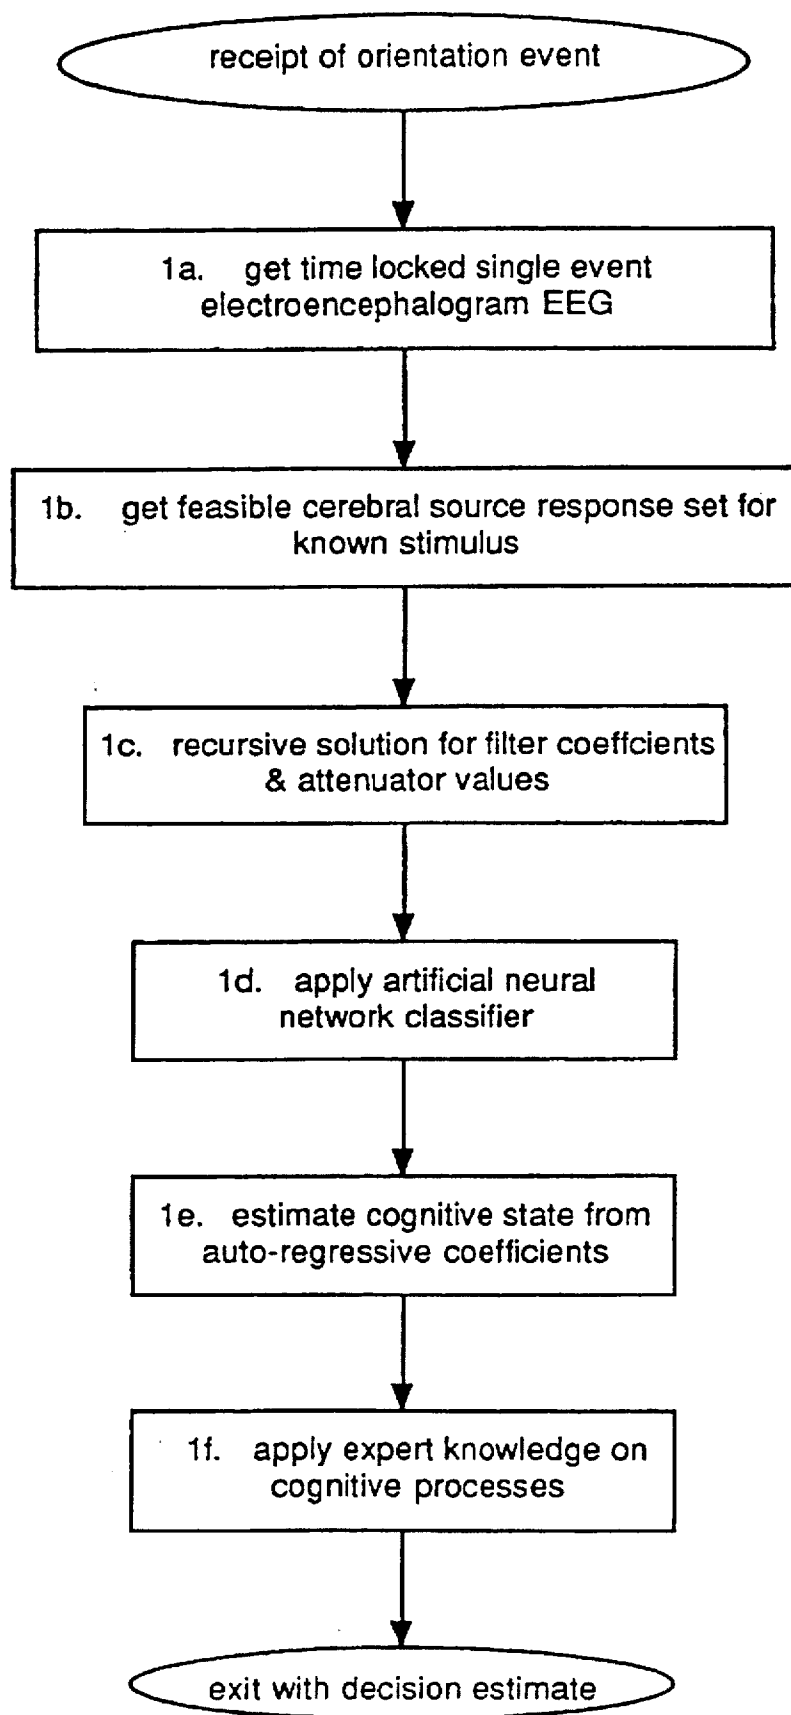 receipt of orientation event
1a. get time locked single event
electroencephalogram EEG
1b. get feasible cerebral source response set for
known stimulus
1c. recursive solution for filter coeffcients
& attenuator values
1d. apply artificial neural
network classifier
1e. estimate cognitive state from
auto-regressive coefficients
1f. apply expert knowledge on
cognitive processes
exit with decision estimate